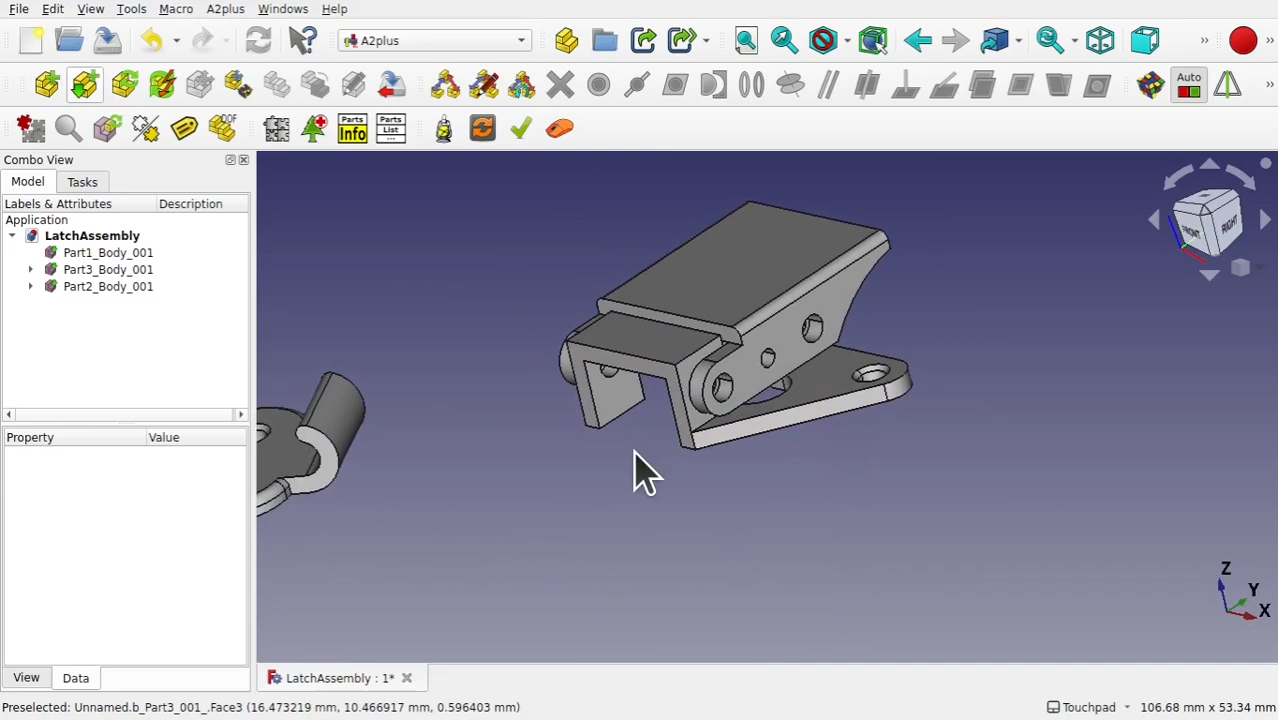 File Edit View Tools Macro A2plus Windows Help
A2plus
Auto
DOF
Parts Info
Parts List ...
Combo View
Model Tasks
Labels & Attributes Description
Application
LatchAssembly
Part1_Body_001
Part3_Body_001
Part2_Body_001
Property Value
FRONT RIGHT
Z
Y
X
View Data
LatchAssembly : 1*
Preselected: Unnamed.b_Part3_001_.Face3 (16.473219 mm, 10.466917 mm, 0.596403 mm)
Touchpad 106.68 mm x 53.34 mm